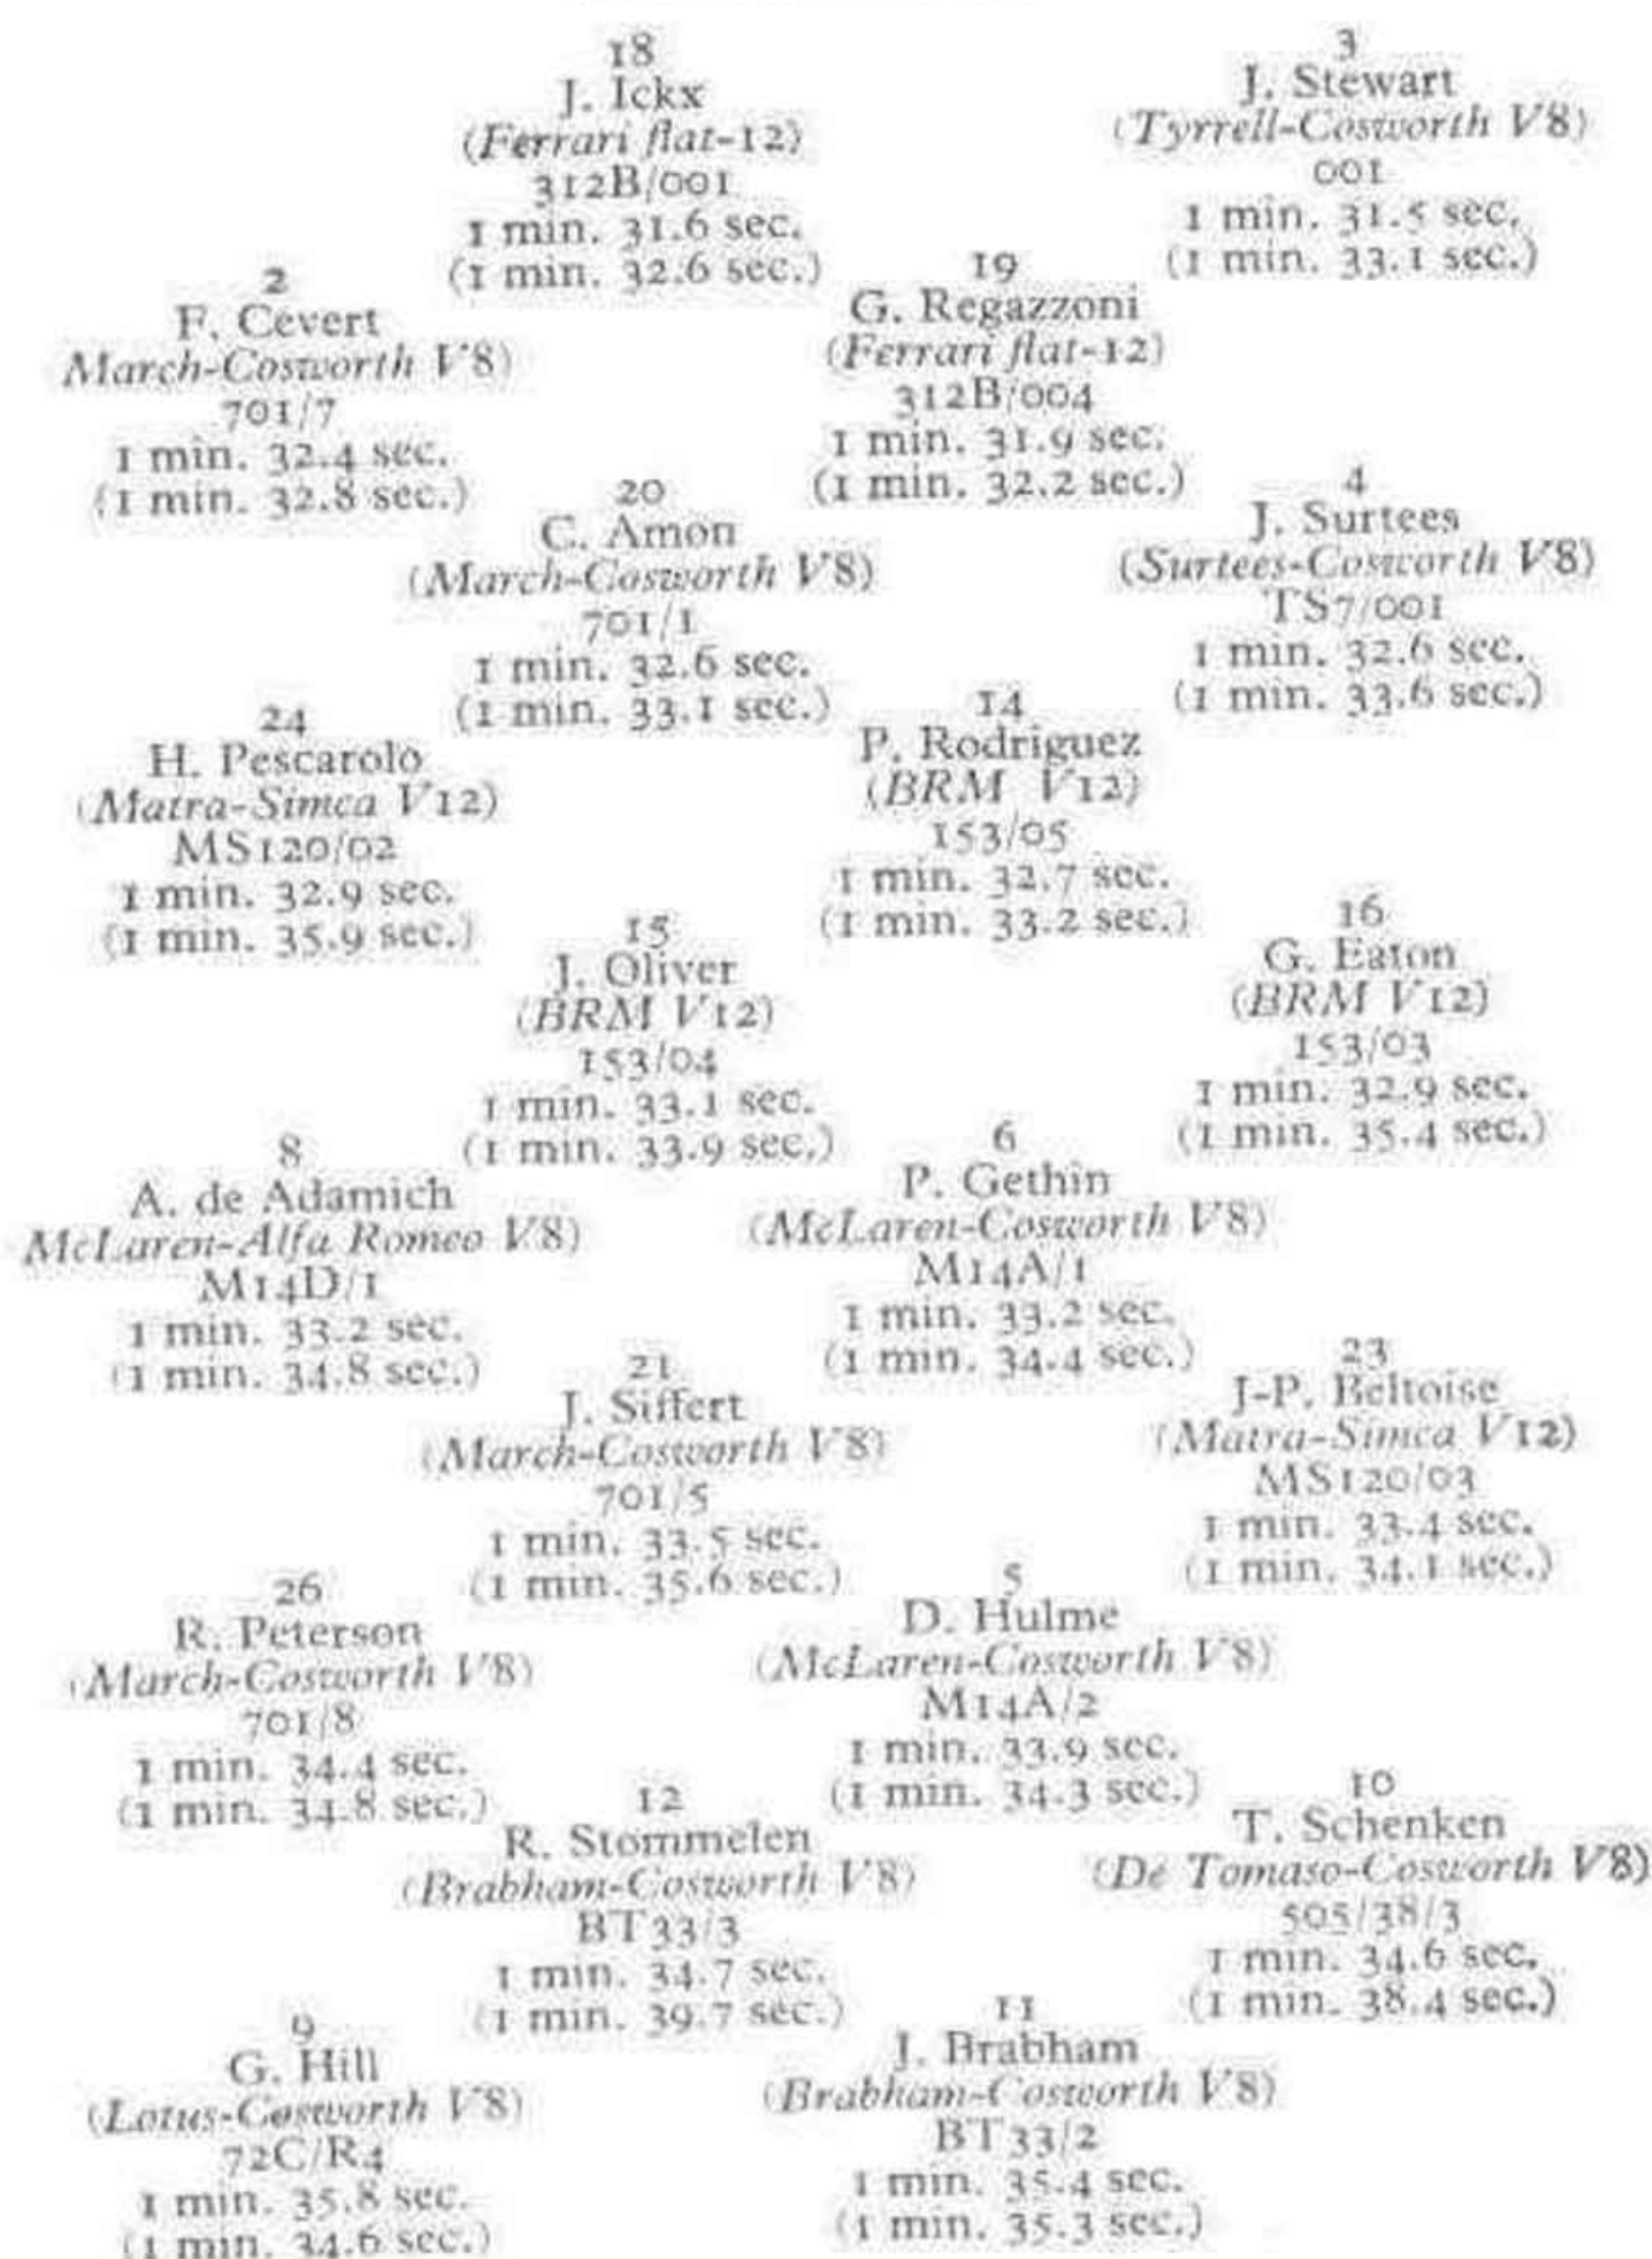 3
J. Stewart
(Tyrrell-Cosworth V8)
001
1 min. 31.5 sec.
(1 min. 33.1 sec.)
18
J. Ickx
(Ferrari flat-12)
312B/001
1 min. 31.6 sec.
(1 min. 32.6 sec.)
19
G. Regazzoni
(Ferrari flat-12)
312B/004
1 min. 31.9 sec.
(1 min. 32.2 sec.)
2
F. Cevert
March-Cosworth V8)
701/7
1 min. 32.4 sec.
(1 min. 32.8 sec.)
4
J. Surtees
(Surtees-Cosworth V8)
TS7/001
1 min. 32.6 sec.
(1 min. 33.6 sec.)
20
C. Amon
(March-Cosworth V8)
701/1
1 min. 32.6 sec.
(1 min. 33.1 sec.)
14
P. Rodriguez
(BRM V12)
153/05
1 min. 32.7 sec.
(1 min. 33.2 sec.)
24
H. Pescarolo
(Matra-Simca V12)
MS120/02
1 min. 32.9 sec.
(1 min. 35.9 sec.)
16
G. Eaton
(BRM V12)
153/03
1 min. 32.9 sec.
(1 min. 35.4 sec.)
15
J. Oliver
(BRM V12)
153/04
1 min. 33.1 sec.
(1 min. 33.9 sec.)
6
P. Gethin
(McLaren-Cosworth V8)
M14A/1
1 min. 33.2 sec.
(1 min. 34.4 sec.)
8
A. de Adamich
McLaren-Alfa Romeo V8)
M14D/1
1 min. 33.2 sec.
(1 min. 34.8 sec.)
23
J-P. Beltoise
(Matra-Simca V12)
MS120/03
1 min. 33.4 sec.
(1 min. 34.1 sec.)
21
J. Siffert
(March-Cosworth V8)
701/5
1 min. 33.5 sec.
(1 min. 35.6 sec.)
5
D. Hulme
(McLaren-Cosworth V8)
M14A/2
1 min. 33.9 sec.
(1 min. 34.3 sec.)
26
R. Peterson
(March-Cosworth V8)
701/8
1 min. 34.4 sec.
(1 min. 34.8 sec.)
10
T. Schenken
(De Tomaso-Cosworth V8)
505/38/3
1 min. 34.6 sec.
(1 min. 38.4 sec.)
12
R. Stommelen
(Brabham-Cosworth V8)
BT33/3
1 min. 34.7 sec.
(1 min. 39.7 sec.)
11
J. Brabham
(Brabham-Cosworth V8)
BT33/2
1 min. 35.4 sec.
(1 min. 35.3 sec.)
9
G. Hill
(Lotus-Cosworth V8)
72C/R4
1 min. 35.8 sec.
(1 min. 34.6 sec.)